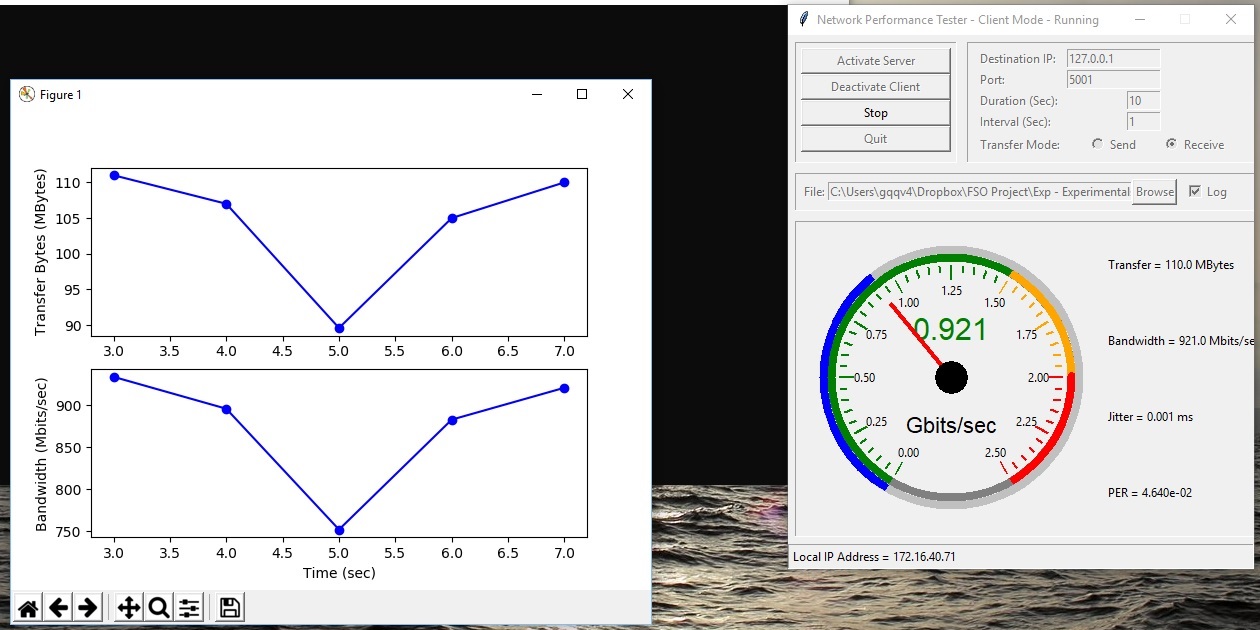 Figure 1
Transfer Bytes (MBytes)
110
105
100
95
90
3.0 3.5 4.0 4.5 5.0 5.5 6.0 6.5 7.0
Bandwidth (Mbits/sec)
900
850
800
750
3.0 3.5 4.0 4.5 5.0 5.5 6.0 6.5 7.0
Time (sec)
Network Performance Tester - Client Mode - Running
Activate Server
Deactivate Client
Stop
Quit
Destination IP: 127.0.0.1
Port: 5001
Duration (Sec): 10
Interval (Sec): 1
Transfer Mode: Send Receive
File: C:\Users\gqqv4\Dropbox\FSO Project\Exp - Experimental Browse Log
0.00
0.25
0.50
0.75
1.00
1.25
1.50
1.75
2.00
2.25
2.50
0.921
Gbits/sec
Transfer = 110.0 MBytes
Bandwidth = 921.0 Mbits/se
Jitter = 0.001 ms
PER = 4.640e-02
Local IP Address = 172.16.40.71